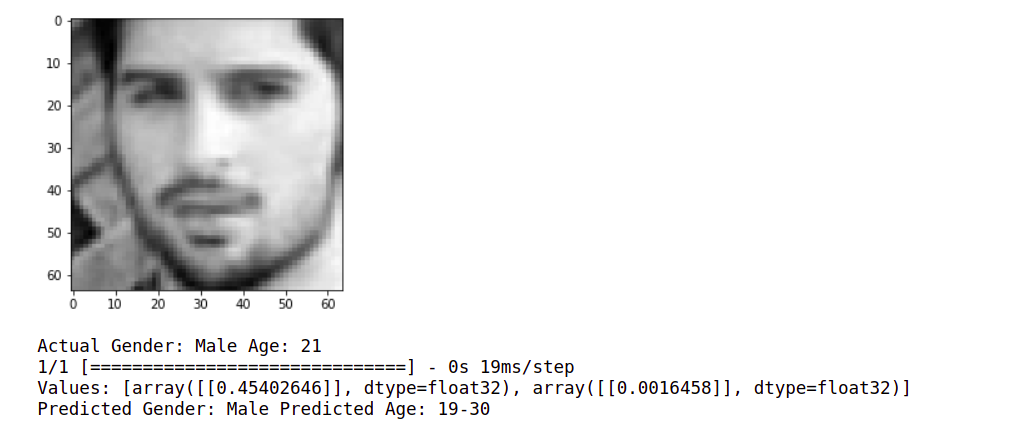 0
10
20
30
40
50
60
0 10 20 30 40 50 60
Actual Gender: Male Age: 21
1/1 [==============================] - 0s 19ms/step
Values: [array([[0.45402646]], dtype=float32), array([[0.0016458]], dtype=float32)]
Predicted Gender: Male Predicted Age: 19-30